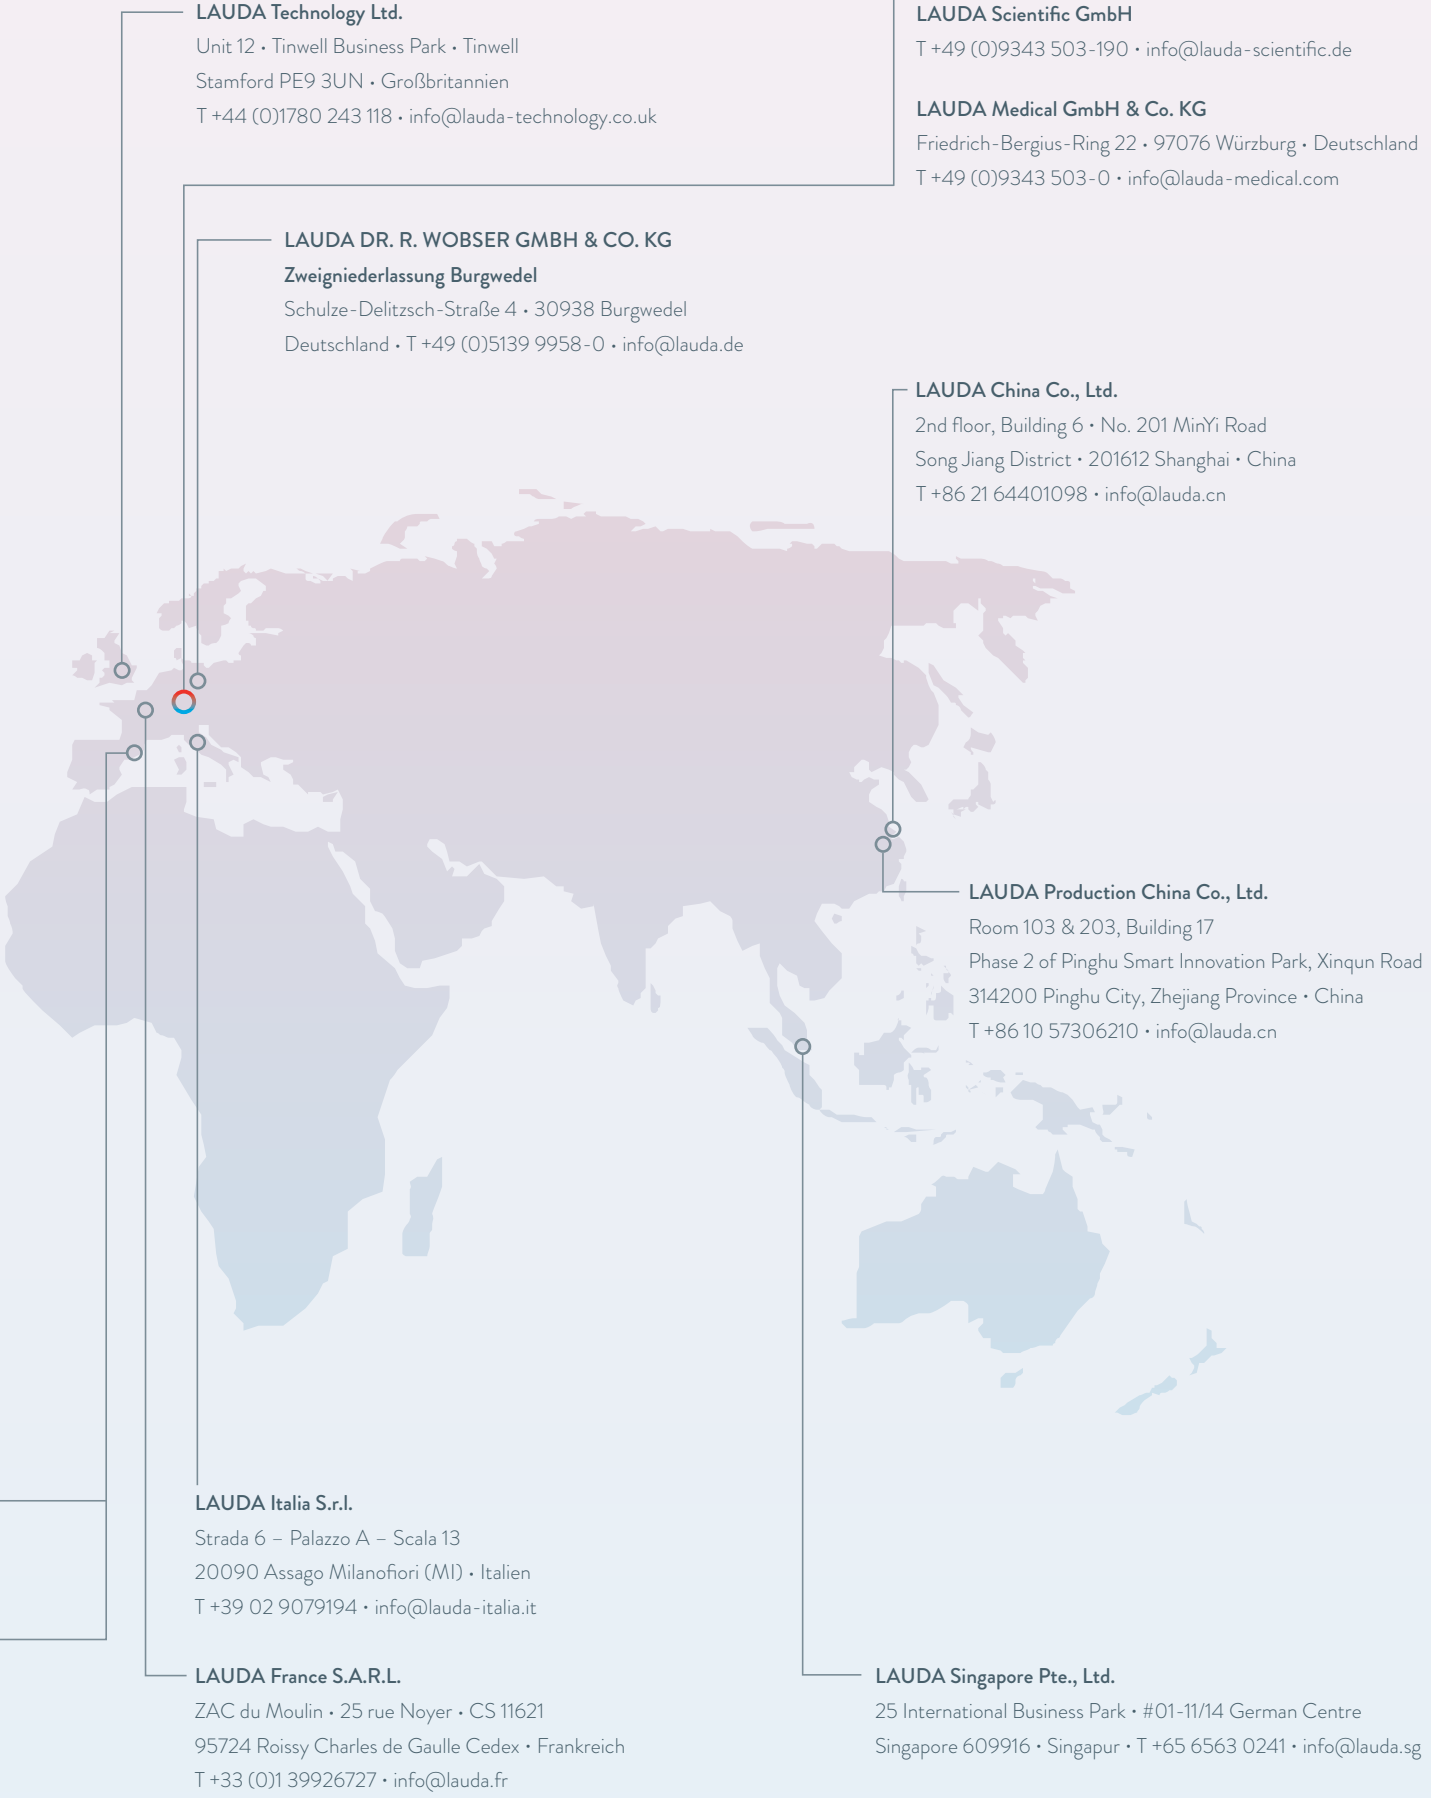 LAUDA Technology Ltd.
Unit 12 • Tinwell Business Park • Tinwell
Stamford PE9 3UN • Großbritannien
T +44 (0)1780 243 118 • info@lauda-technology.co.uk
LAUDA Scientific GmbH
T +49 (0)9343 503-190 • info@lauda-scientific.de
LAUDA Medical GmbH & Co. KG
Friedrich-Bergius-Ring 22 • 97076 Würzburg • Deutschland
T +49 (0)9343 503-0 • info@lauda-medical.com
LAUDA DR. R. WOBSER GMBH & CO. KG
Zweigniederlassung Burgwedel
Schulze-Delitzsch-Straße 4 • 30938 Burgwedel
Deutschland • T +49 (0)5139 9958-0 • info@lauda.de
LAUDA China Co., Ltd.
2nd floor, Building 6 • No. 201 MinYi Road
Song Jiang District • 201612 Shanghai • China
T +86 21 64401098 • info@lauda.cn
LAUDA Production China Co., Ltd.
Room 103 & 203, Building 17
Phase 2 of Pinghu Smart Innovation Park, Xinqun Road
314200 Pinghu City, Zhejiang Province • China
T +86 10 57306210 • info@lauda.cn
LAUDA Italia S.r.l.
Strada 6 – Palazzo A – Scala 13
20090 Assago Milanofiori (MI) • Italien
T +39 02 9079194 • info@lauda-italia.it
LAUDA France S.A.R.L.
ZAC du Moulin • 25 rue Noyer • CS 11621
95724 Roissy Charles de Gaulle Cedex • Frankreich
T +33 (0)1 39926727 • info@lauda.fr
LAUDA Singapore Pte., Ltd.
25 International Business Park • #01-11/14 German Centre
Singapore 609916 • Singapur • T +65 6563 0241 • info@lauda.sg